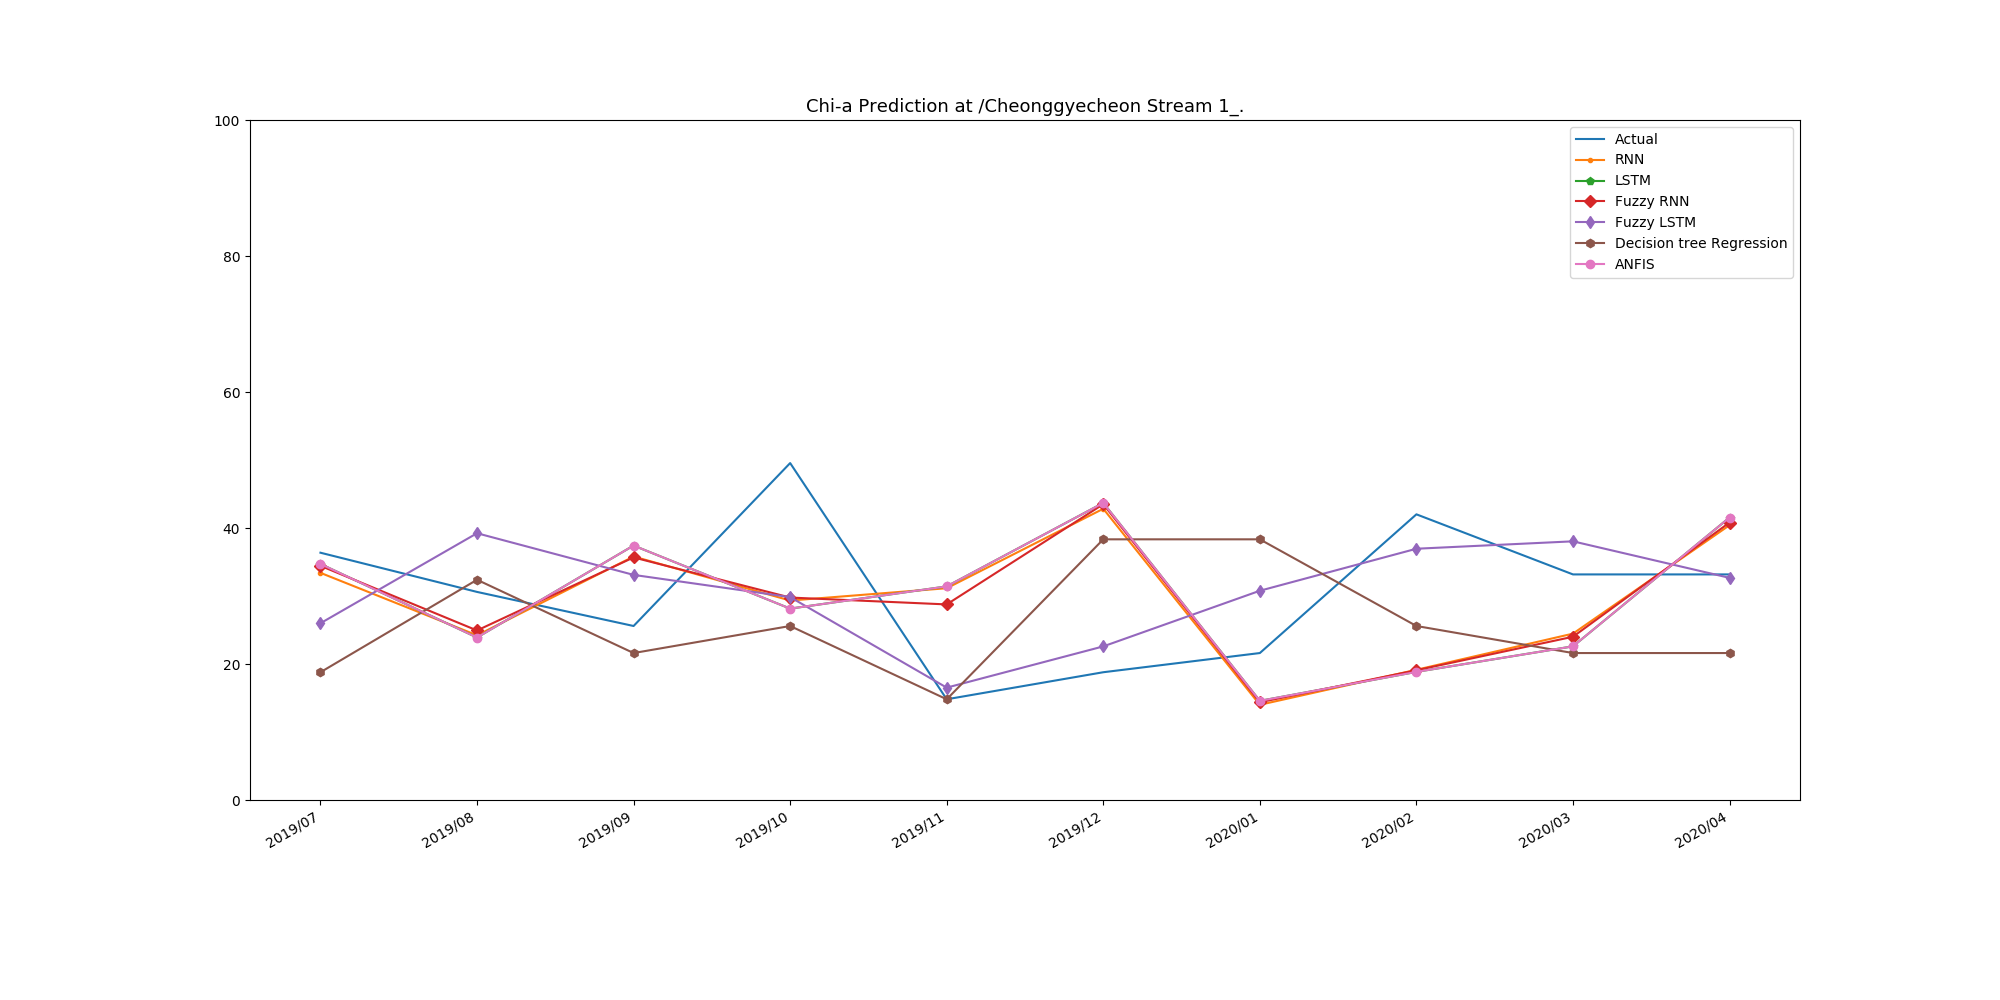 Chi-a Prediction at /Cheonggyecheon Stream 1_.
100
80
60
40
20
0
Actual
RNN
LSTM
Fuzzy RNN
Fuzzy LSTM
Decision tree Regression
ANFIS
2019/07
2019/08
2019/09
2019/10
2019/11
2019/12
2020/01
2020/02
2020/03
2020/04